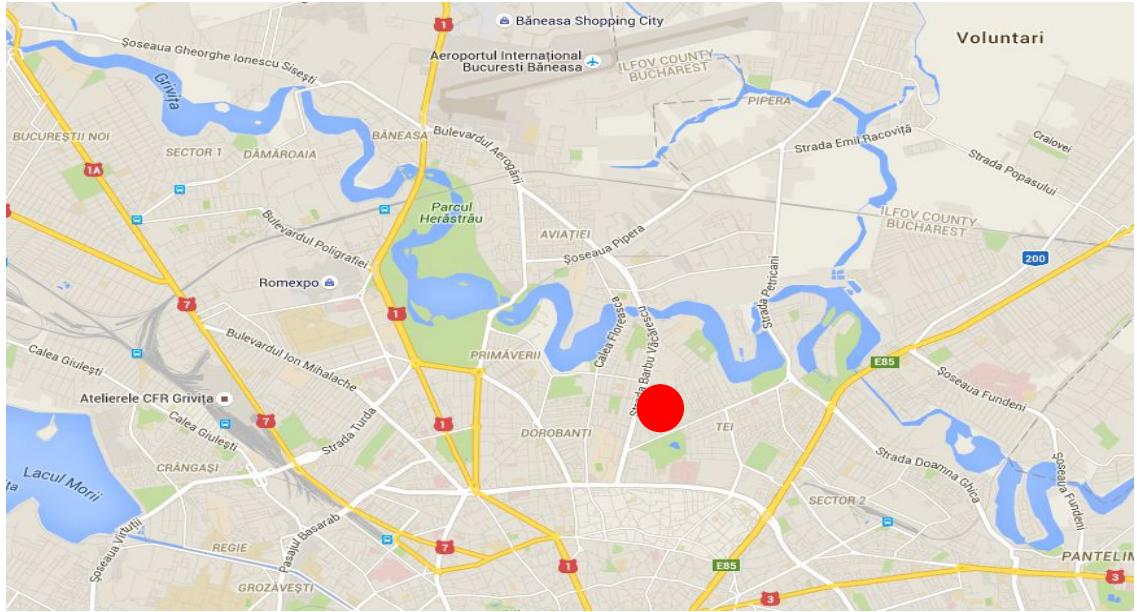 Băneasa Shopping City
Șoseaua Gheorghe Ionescu Sisești
1
Aeroportul Internațional
Bucuresti Băneasa
ILFOV COUNTY
BUCHAREST
Voluntari
Grivița
PIPERA
BUCUREȘTII NOI
SECTOR 1
DĂMĂROAIA
BĂNEASA
Bulevardul Aerogării
Strada Emil Racoviță
Craiovei
Strada Popasului
1A
Parcul
Herăstrău
Bulevardul Poligrafiei
AVIAȚIEI
Șoseaua Pipera
ILFOV COUNTY
BUCHAREST
200
Romexpo
7
1
Strada Petricani
Calea Floreasca
Strada Barbu Văcărescu
Bulevardul Ion Mihalache
Calea Giulești
PRIMĂVERII
E85
Șoseaua Fundeni
Atelierele CFR Grivița
7
Calea Giulești
Strada Turda
1
DOROBANȚI
TEI
CRÂNGAȘI
Lacul Morii
Strada Doamna Ghica
Șoseaua Fundeni
SECTOR 2
Șoseaua Virtuții
Pasajul Basarab
REGIE
7
1
E85
PANTELIM
GROZĂVEȘTI
3
3